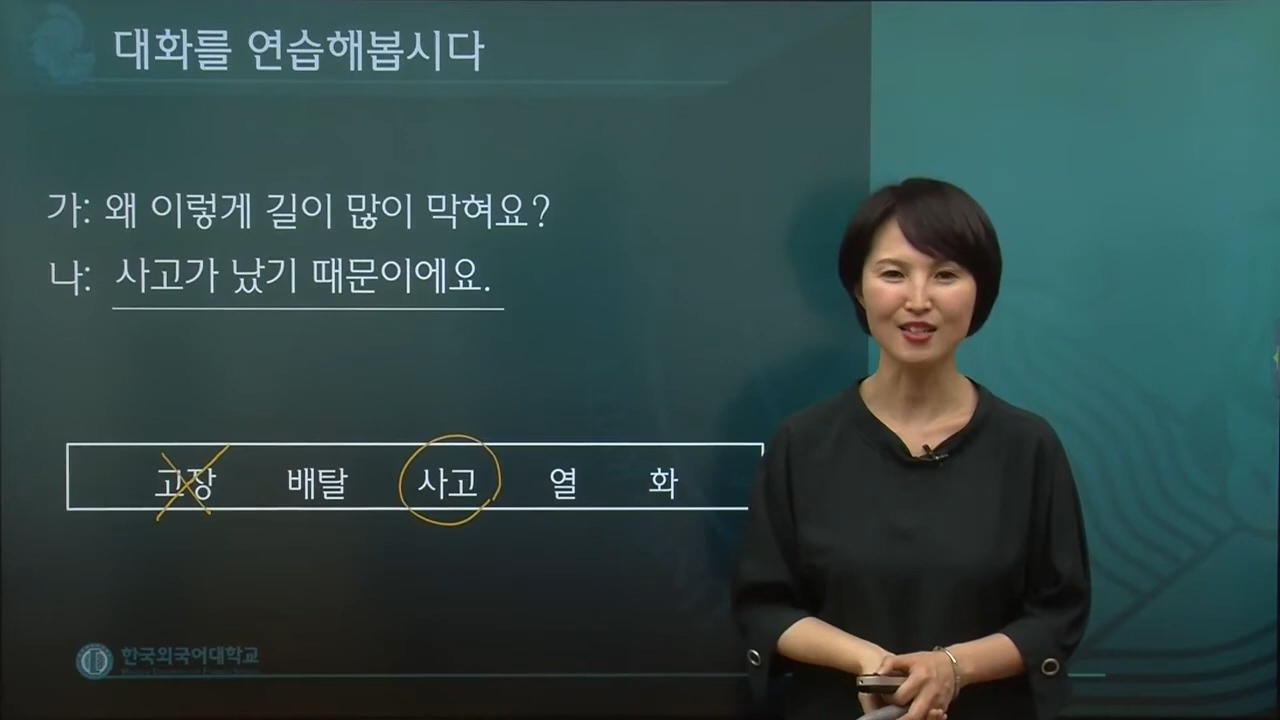 대화를 연습해봅시다
가: 왜 이렇게 길이 많이 막혀요?
나: 사고가 났기 때문이에요.
고장 배탈 사고 열 화
한국외국어대학교